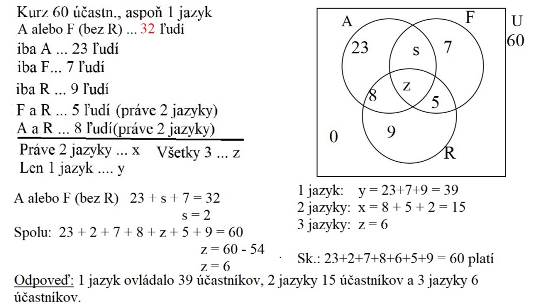 Kurz 60 účastn., aspoň 1 jazyk
A alebo F (bez R) ... 32 ľudí
iba A ... 23 ľudí
iba F... 7 ľudí
iba R ... 9 ľudí
F a R ... 5 ľudí (práve 2 jazyky)
A a R ... 8 ľudí(práve 2 jazyky)
Práve 2 jazyky ... x Všetky 3 ... z
Len 1 jazyk .... y
A F U
60
23 s 7
z
8 5
0 9
R
A alebo F (bez R) 23 + s + 7 = 32
s = 2
Spolu: 23 + 2 + 7 + 8 + z + 5 + 9 = 60
z = 60 - 54
z = 6
1 jazyk: y = 23+7+9 = 39
2 jazyky: x = 8 + 5 + 2 = 15
3 jazyky: z = 6
Sk.: 23+2+7+8+6+5+9 = 60 platí
Odpoveď: 1 jazyk ovládalo 39 účastníkov, 2 jazyky 15 účastníkov a 3 jazyky 6
účastníkov.